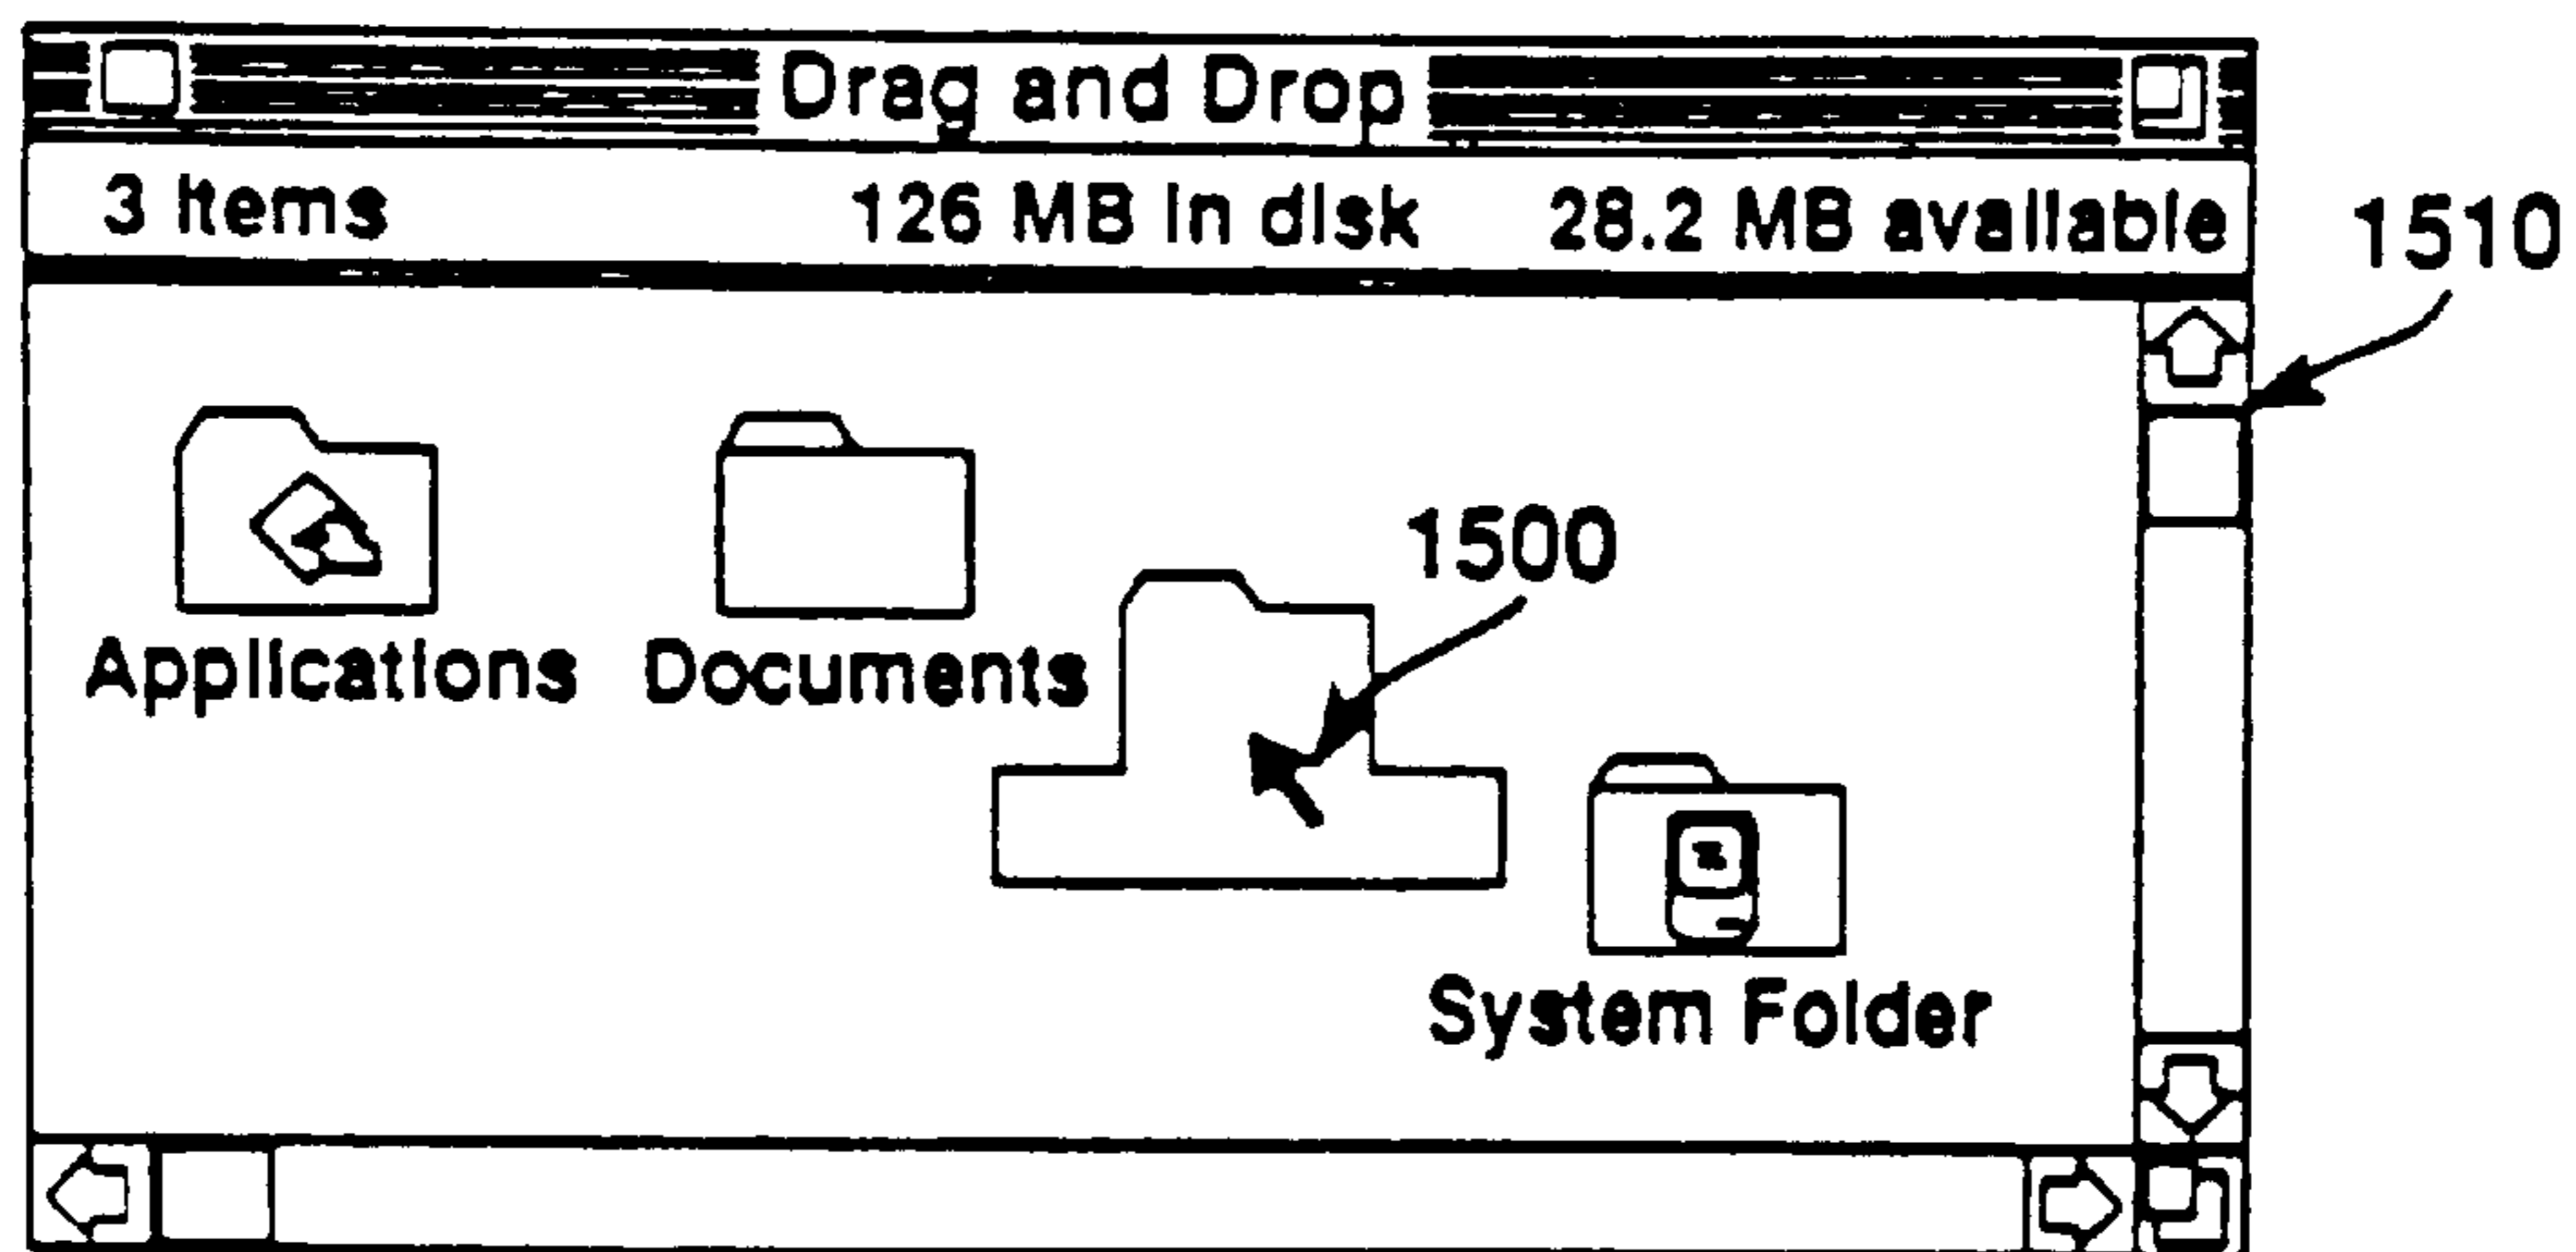 Drag and Drop
3 items 126 MB in disk 28.2 MB available
1510
1500
Applications Documents
System Folder